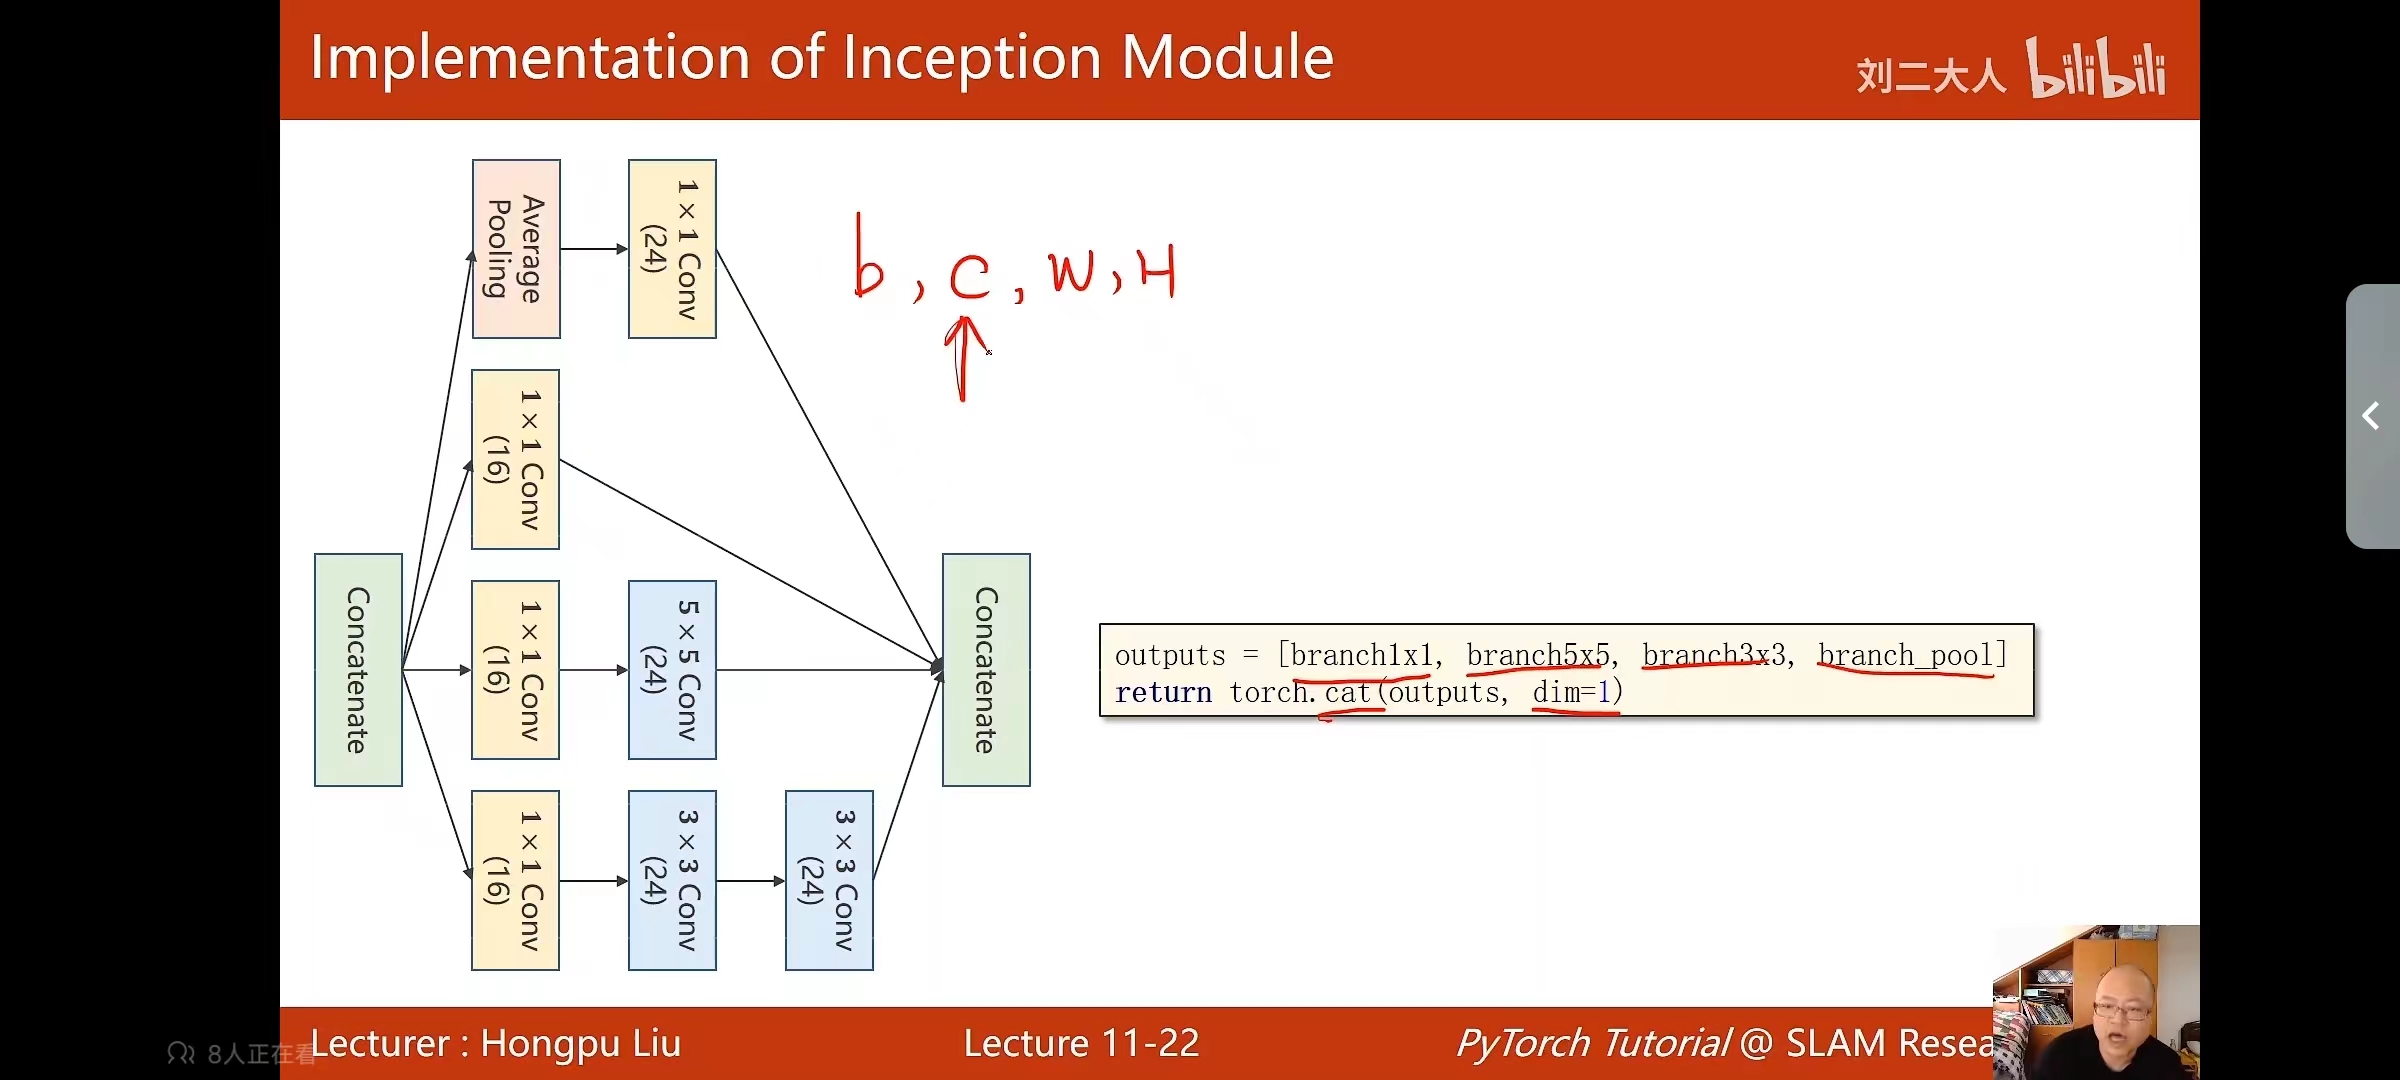 Implementation of Inception Module
刘二大人 bilibili
Average
Pooling
1×1 Conv
(24)
b, c, W, H
1×1 Conv
(16)
Concatenate
1×1 Conv
(16)
5×5 Conv
(24)
Concatenate
1×1 Conv
(16)
3×3 Conv
(24)
3×3 Conv
(24)
outputs = [branch1x1, branch5x5, branch3x3, branch_pool]
return torch.cat(outputs, dim=1)
8人正在看
Lecturer : Hongpu Liu
Lecture 11-22
PyTorch Tutorial @ SLAM Resea